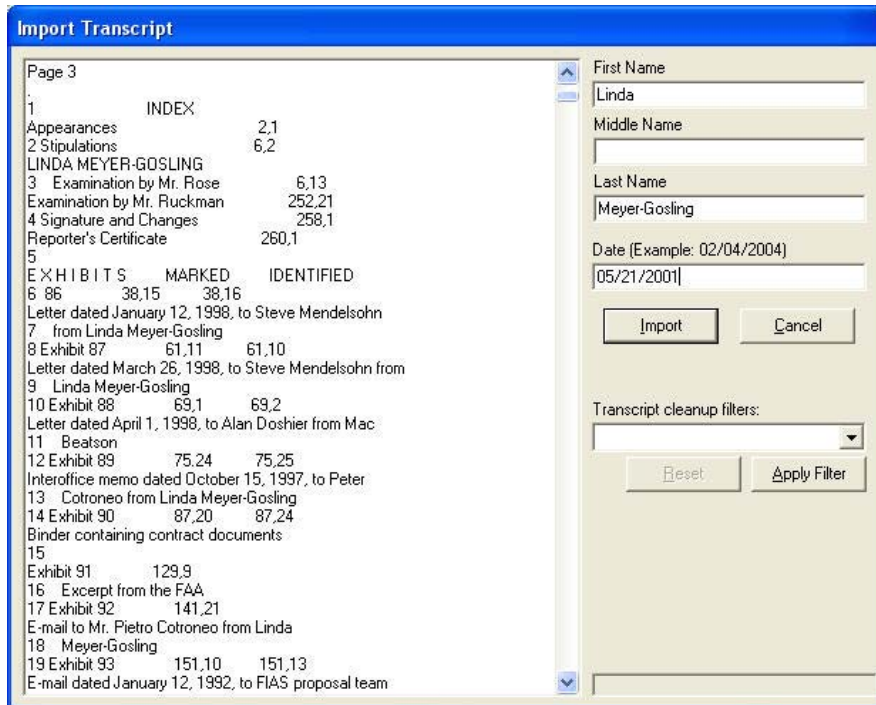 Import Transcript
Page 3
.
1 INDEX
Appearances 2,1
2 Stipulations 6,2
LINDA MEYER-GOSLING
3 Examination by Mr. Rose 6,13
Examination by Mr. Ruckman 252,21
4 Signature and Changes 258,1
Reporter's Certificate 260,1
5
E X H I B I T S MARKED IDENTIFIED
6 86 38,15 38,16
Letter dated January 12, 1998, to Steve Mendelsohn
7 from Linda Meyer-Gosling
8 Exhibit 87 61,11 61,10
Letter dated March 26, 1998, to Steve Mendelsohn from
9 Linda Meyer-Gosling
10 Exhibit 88 69,1 69,2
Letter dated April 1, 1998, to Alan Doshier from Mac
11 Beatson
12 Exhibit 89 75.24 75,25
Interoffice memo dated October 15, 1997, to Peter
13 Cotroneo from Linda Meyer-Gosling
14 Exhibit 90 87,20 87,24
Binder containing contract documents
15
Exhibit 91 129,9
16 Excerpt from the FAA
17 Exhibit 92 141,21
E-mail to Mr. Pietro Cotroneo from Linda
18 Meyer-Gosling
19 Exhibit 93 151,10 151,13
E-mail dated January 12, 1992, to FIAS proposal team
First Name
Linda
Middle Name
Last Name
Meyer-Gosling
Date (Example: 02/04/2004)
05/21/2001
Import Cancel
Transcript cleanup filters:
Reset Apply Filter